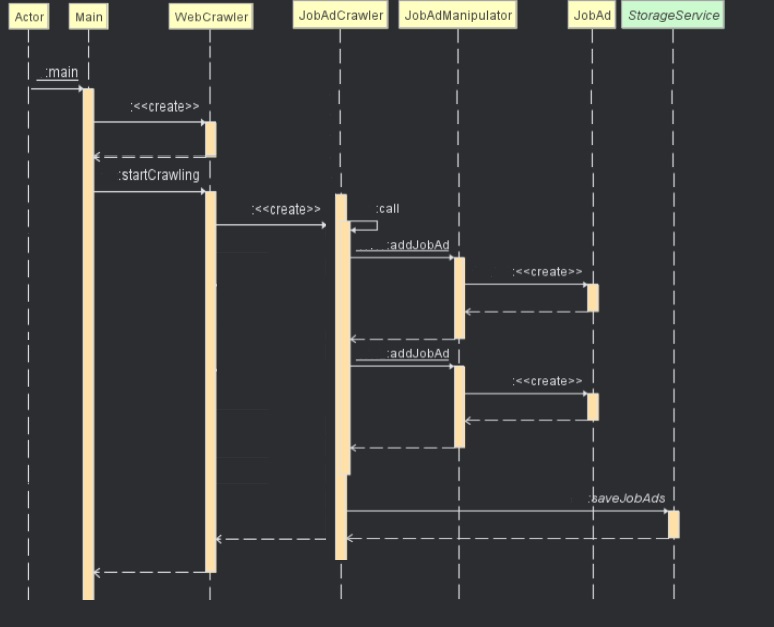 Actor Main WebCrawler JobAdCrawler JobAdManipulator JobAd StorageService
:main
:<<create>>
:startCrawling
:<<create>> :call
:addJobAd
:<<create>>
:addJobAd
:<<create>>
:saveJobAds